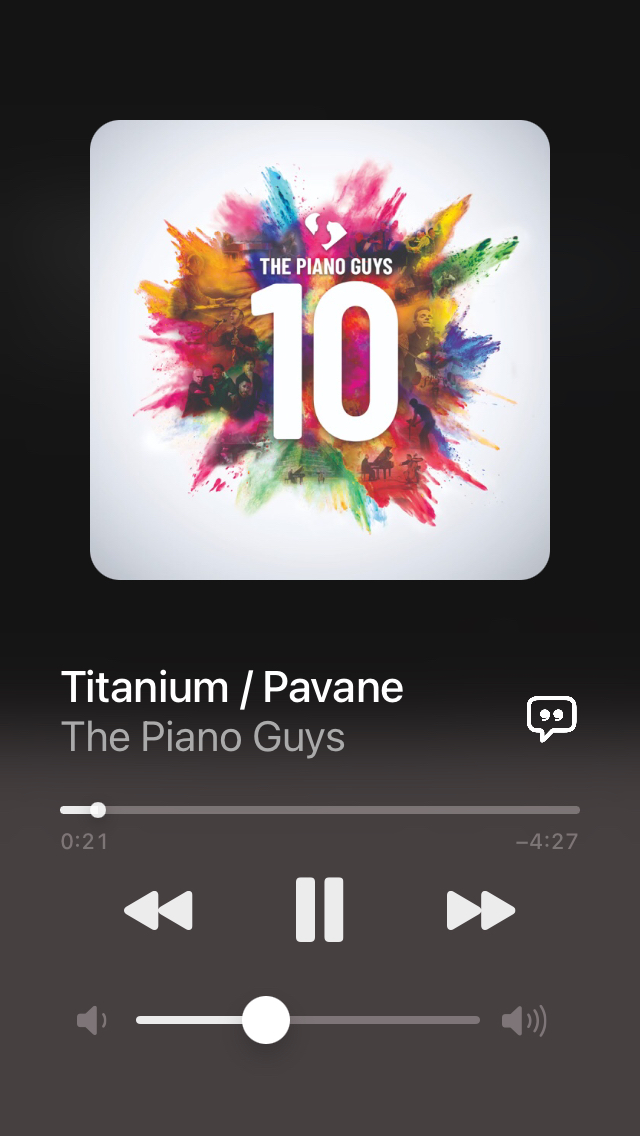 THE PIANO GUYS
10
Titanium / Pavane
The Piano Guys
0:21
–4:27